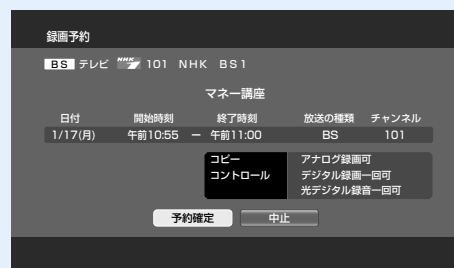 録画予約
BS テレビ NHK 101 NHK BS1
マネー講座
日付 開始時刻 終了時刻 放送の種類 チャンネル
1/17(月) 午前10:55 － 午前11:00 BS 101
コピー アナログ録画可
コントロール デジタル録画一回可
光デジタル録音一回可
予約確定 中止